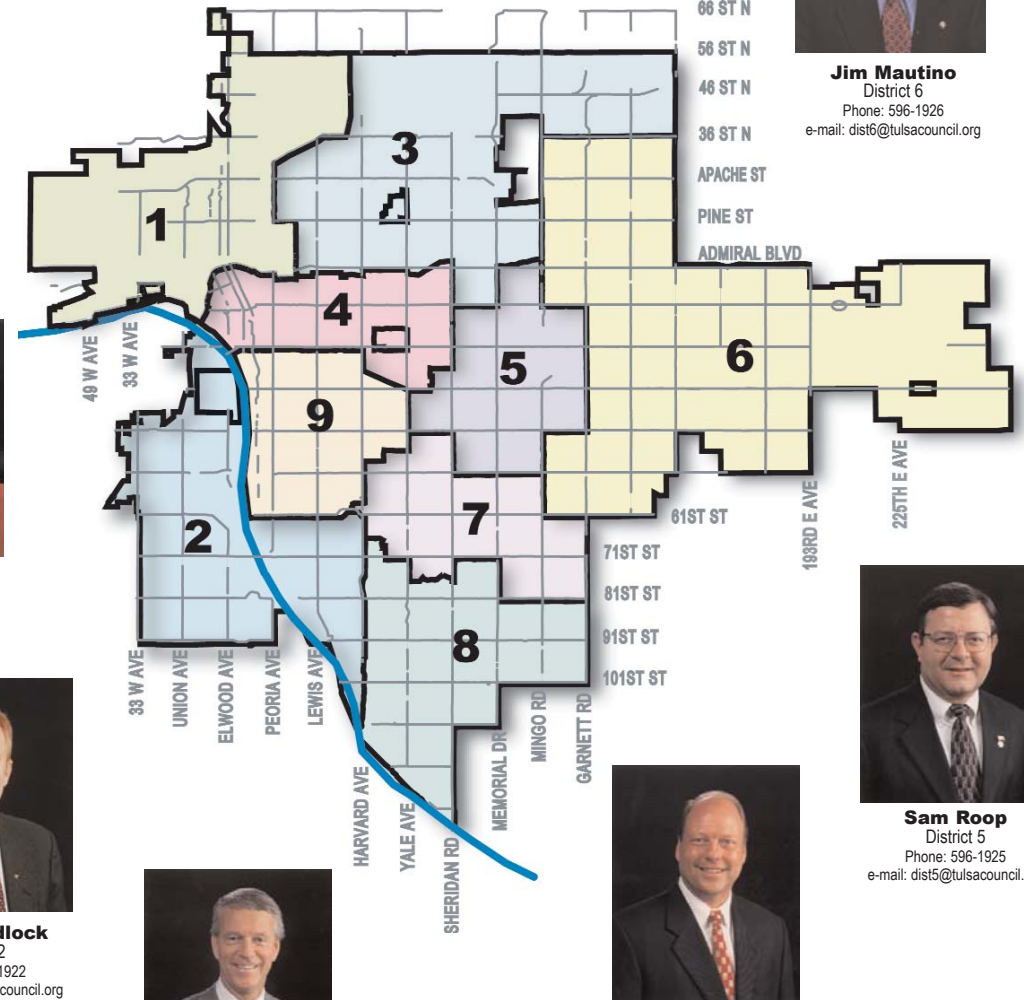 66 ST N
56 ST N
46 ST N
36 ST N
APACHE ST
PINE ST
ADMIRAL BLVD
Jim Mautino
District 6
Phone: 596-1926
e-mail: dist6@tulsacouncil.org
1
2
3
4
5
6
7
8
9
49 W AVE
33 W AVE
193RD E AVE
225TH E AVE
61ST ST
71ST ST
81ST ST
91ST ST
101ST ST
33 W AVE
UNION AVE
ELWOOD AVE
PEORIA AVE
LEWIS AVE
HARVARD AVE
YALE AVE
SHERIDAN RD
MEMORIAL DR
MINGO RD
GARNETT RD
Sam Roop
District 5
Phone: 596-1925
e-mail: dist5@tulsacouncil.
dlock
2
1922
council.org